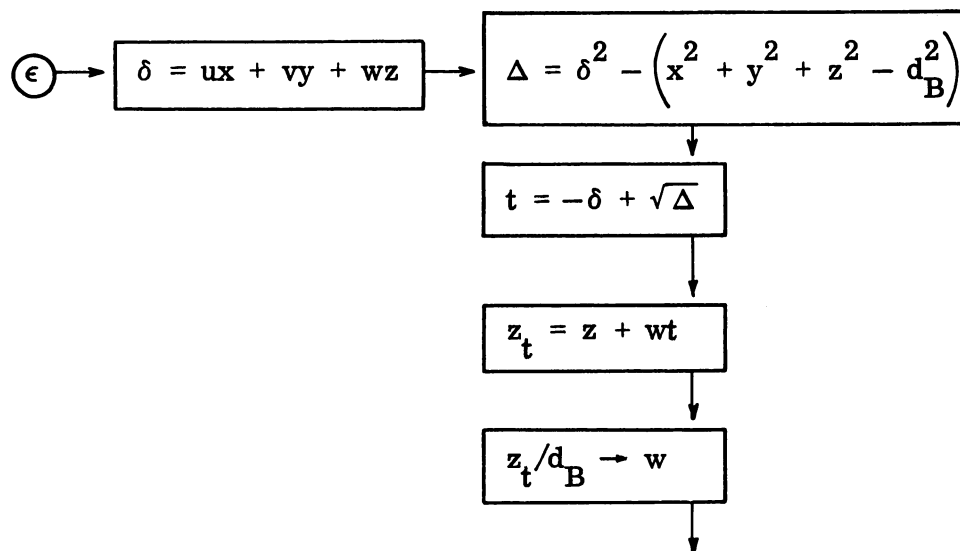 ϵ
δ = ux + vy + wz
Δ = δ² − (x² + y² + z² − d_B²)
t = −δ + √Δ
z_t = z + wt
z_t/d_B → w